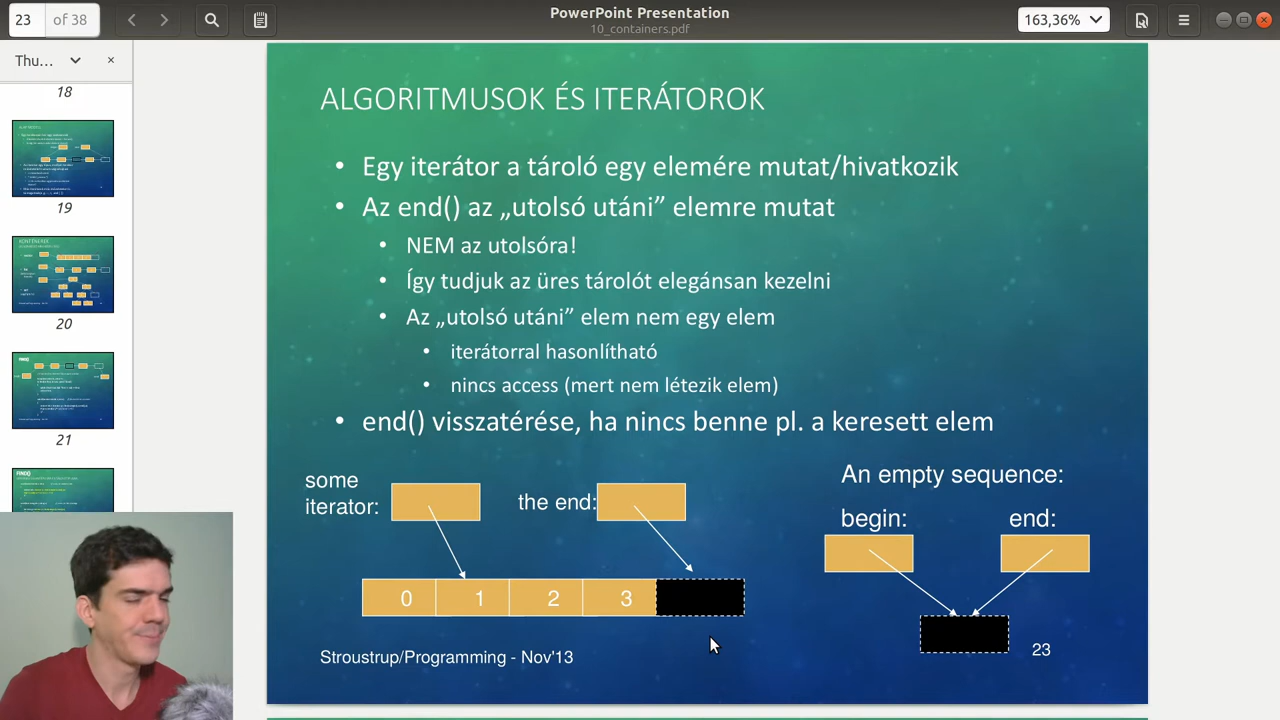 23 of 38
PowerPoint Presentation
10_containers.pdf
163,36%
Thu...
18
19
20
21
ALGORITMUSOK ÉS ITERÁTOROK
• Egy iterátor a tároló egy elemére mutat/hivatkozik
• Az end() az „utolsó utáni” elemre mutat
• NEM az utolsóra!
• Így tudjuk az üres tárolót elegánsan kezelni
• Az „utolsó utáni” elem nem egy elem
• iterátorral hasonlítható
• nincs access (mert nem létezik elem)
• end() visszatérése, ha nincs benne pl. a keresett elem
some
iterator:
the end:
0 1 2 3
An empty sequence:
begin: end:
Stroustrup/Programming - Nov'13
23